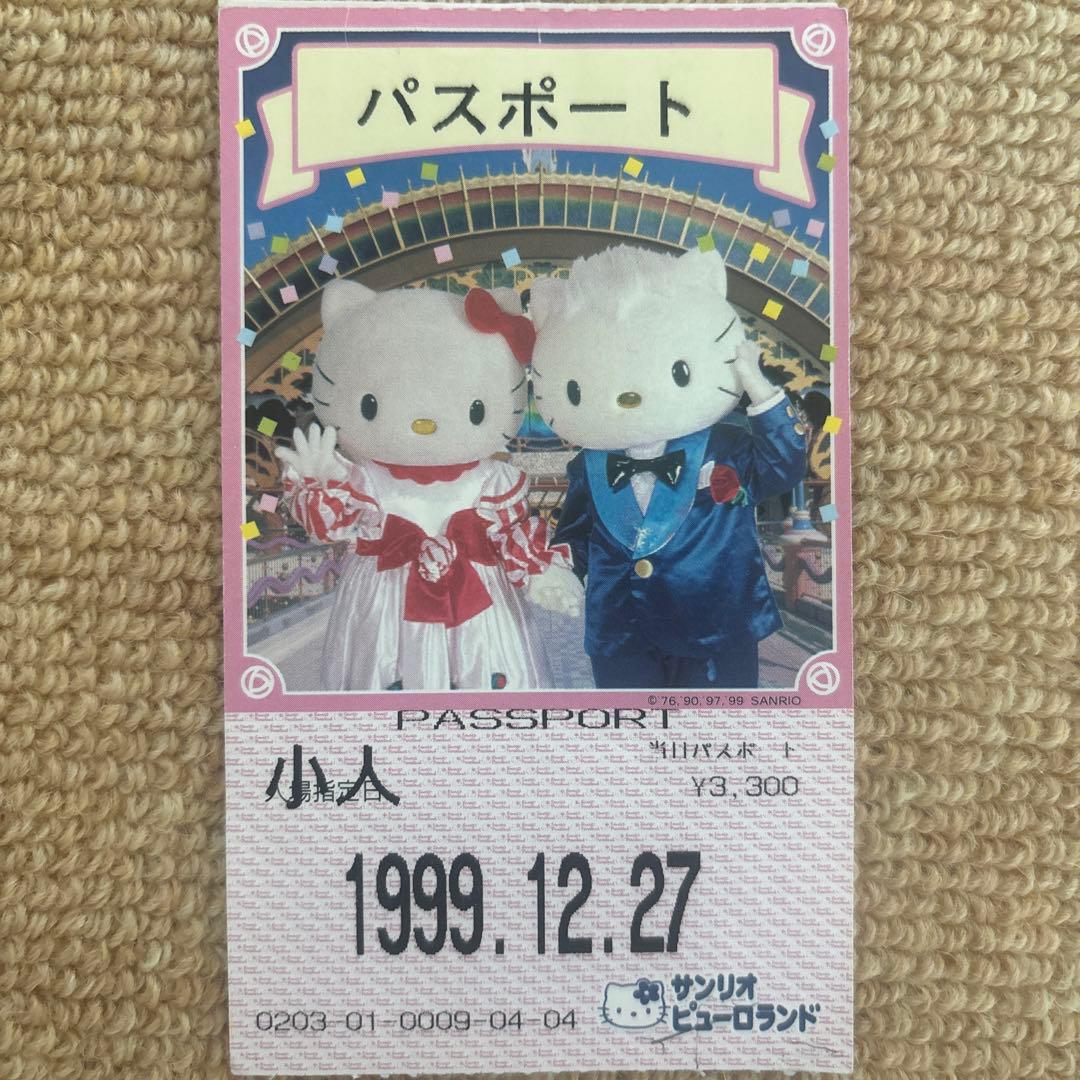 パスポート
© '76, '90, '97, '99 SANRIO
PASSPORT
当日パスポート
小人
入場指定日
¥3,300
1999.12.27
サンリオ
ピューロランド
0203-01-0009-04-04